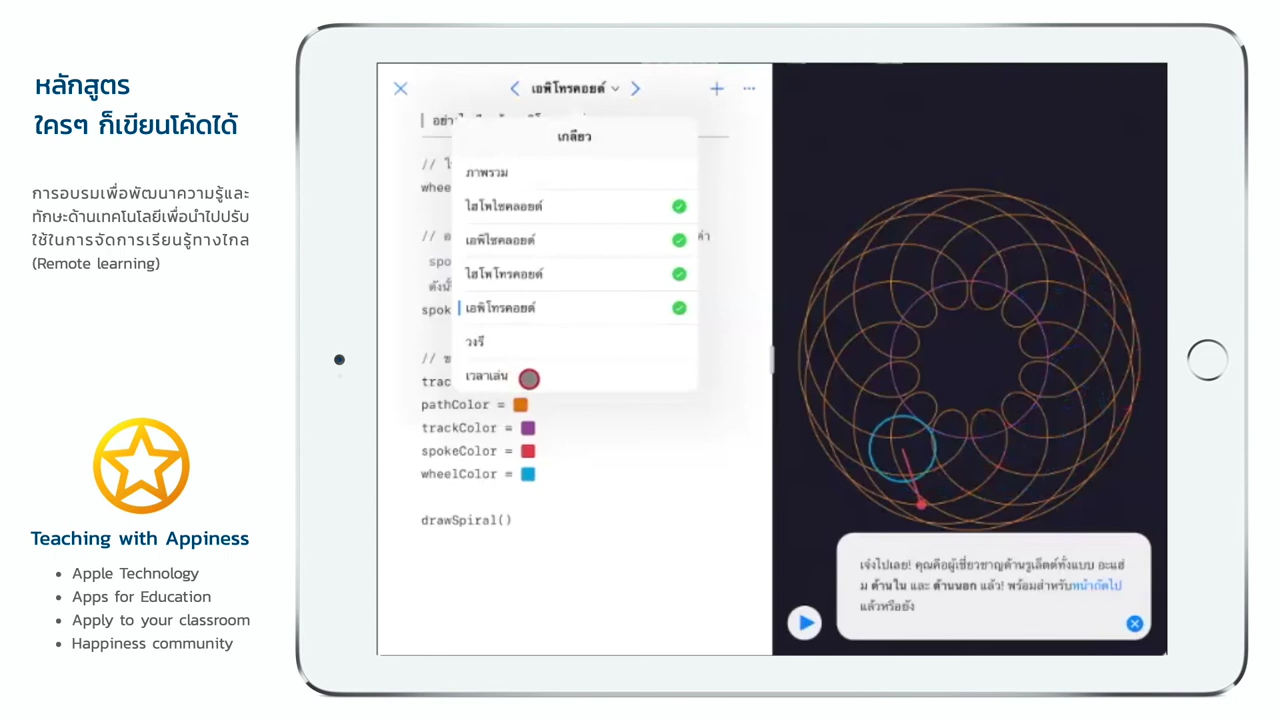 หลักสูตร
ใครๆ ก็เขียนโค้ดได้
การอบรมเพื่อพัฒนาความรู้และ
ทักษะด้านเทคโนโลยีเพื่อนำไปปรับ
ใช้ในการจัดการเรียนรู้ทางไกล
(Remote learning)
Teaching with Appiness
Apple Technology
Apps for Education
Apply to your classroom
Happiness community
เอพิโทรคอยด์
เกลียว
ภาพรวม
ไฮโพไซคลอยด์
เอพิไซคลอยด์
ไฮโพโทรคอยด์
เอพิโทรคอยด์
วงรี
เวลาเล่น
//
whee
//
ค่า
spo
ดังนั้
spok
//
trac
pathColor =
trackColor =
spokeColor =
wheelColor =
drawSpiral()
เจ๋งไปเลย! คุณคือผู้เชี่ยวชาญด้านรูเล็ตต์ทั้งแบบ อะแฮ่
ม ด้านใน และ ด้านนอก แล้ว! พร้อมสำหรับหน้าถัดไป
แล้วหรือยัง